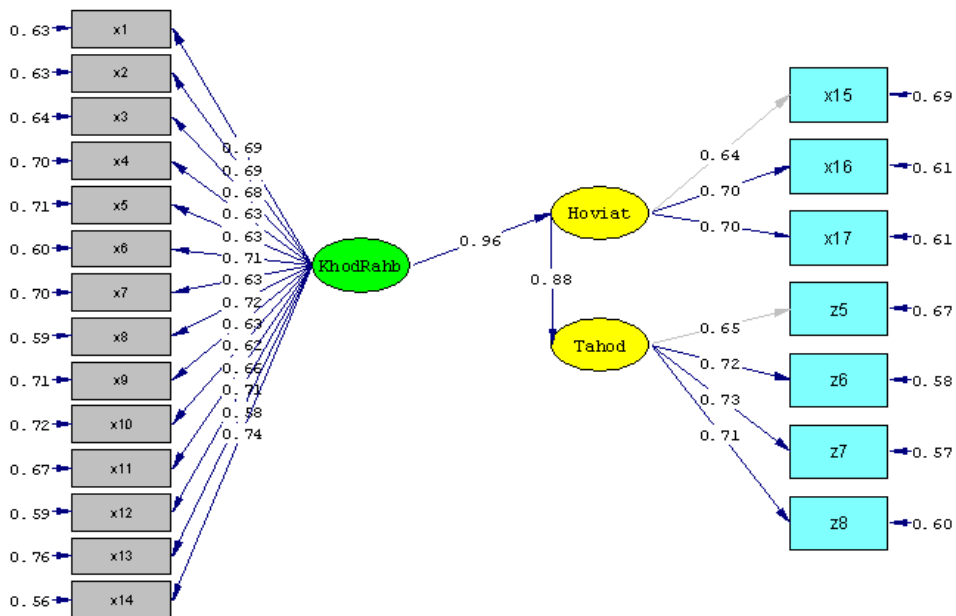 0.63 x1
0.63 x2
0.64 x3
0.70 x4
0.71 x5
0.60 x6
0.70 x7
0.59 x8
0.71 x9
0.72 x10
0.67 x11
0.59 x12
0.76 x13
0.56 x14
0.69
0.69
0.68
0.63
0.63
0.71
0.63
0.72
0.63
0.62
0.66
0.71
0.58
0.74
KhodRahb
0.96
Hoviat
0.88
Tahod
0.64
0.70
0.70
0.65
0.72
0.73
0.71
x15 0.69
x16 0.61
x17 0.61
z5 0.67
z6 0.58
z7 0.57
z8 0.60